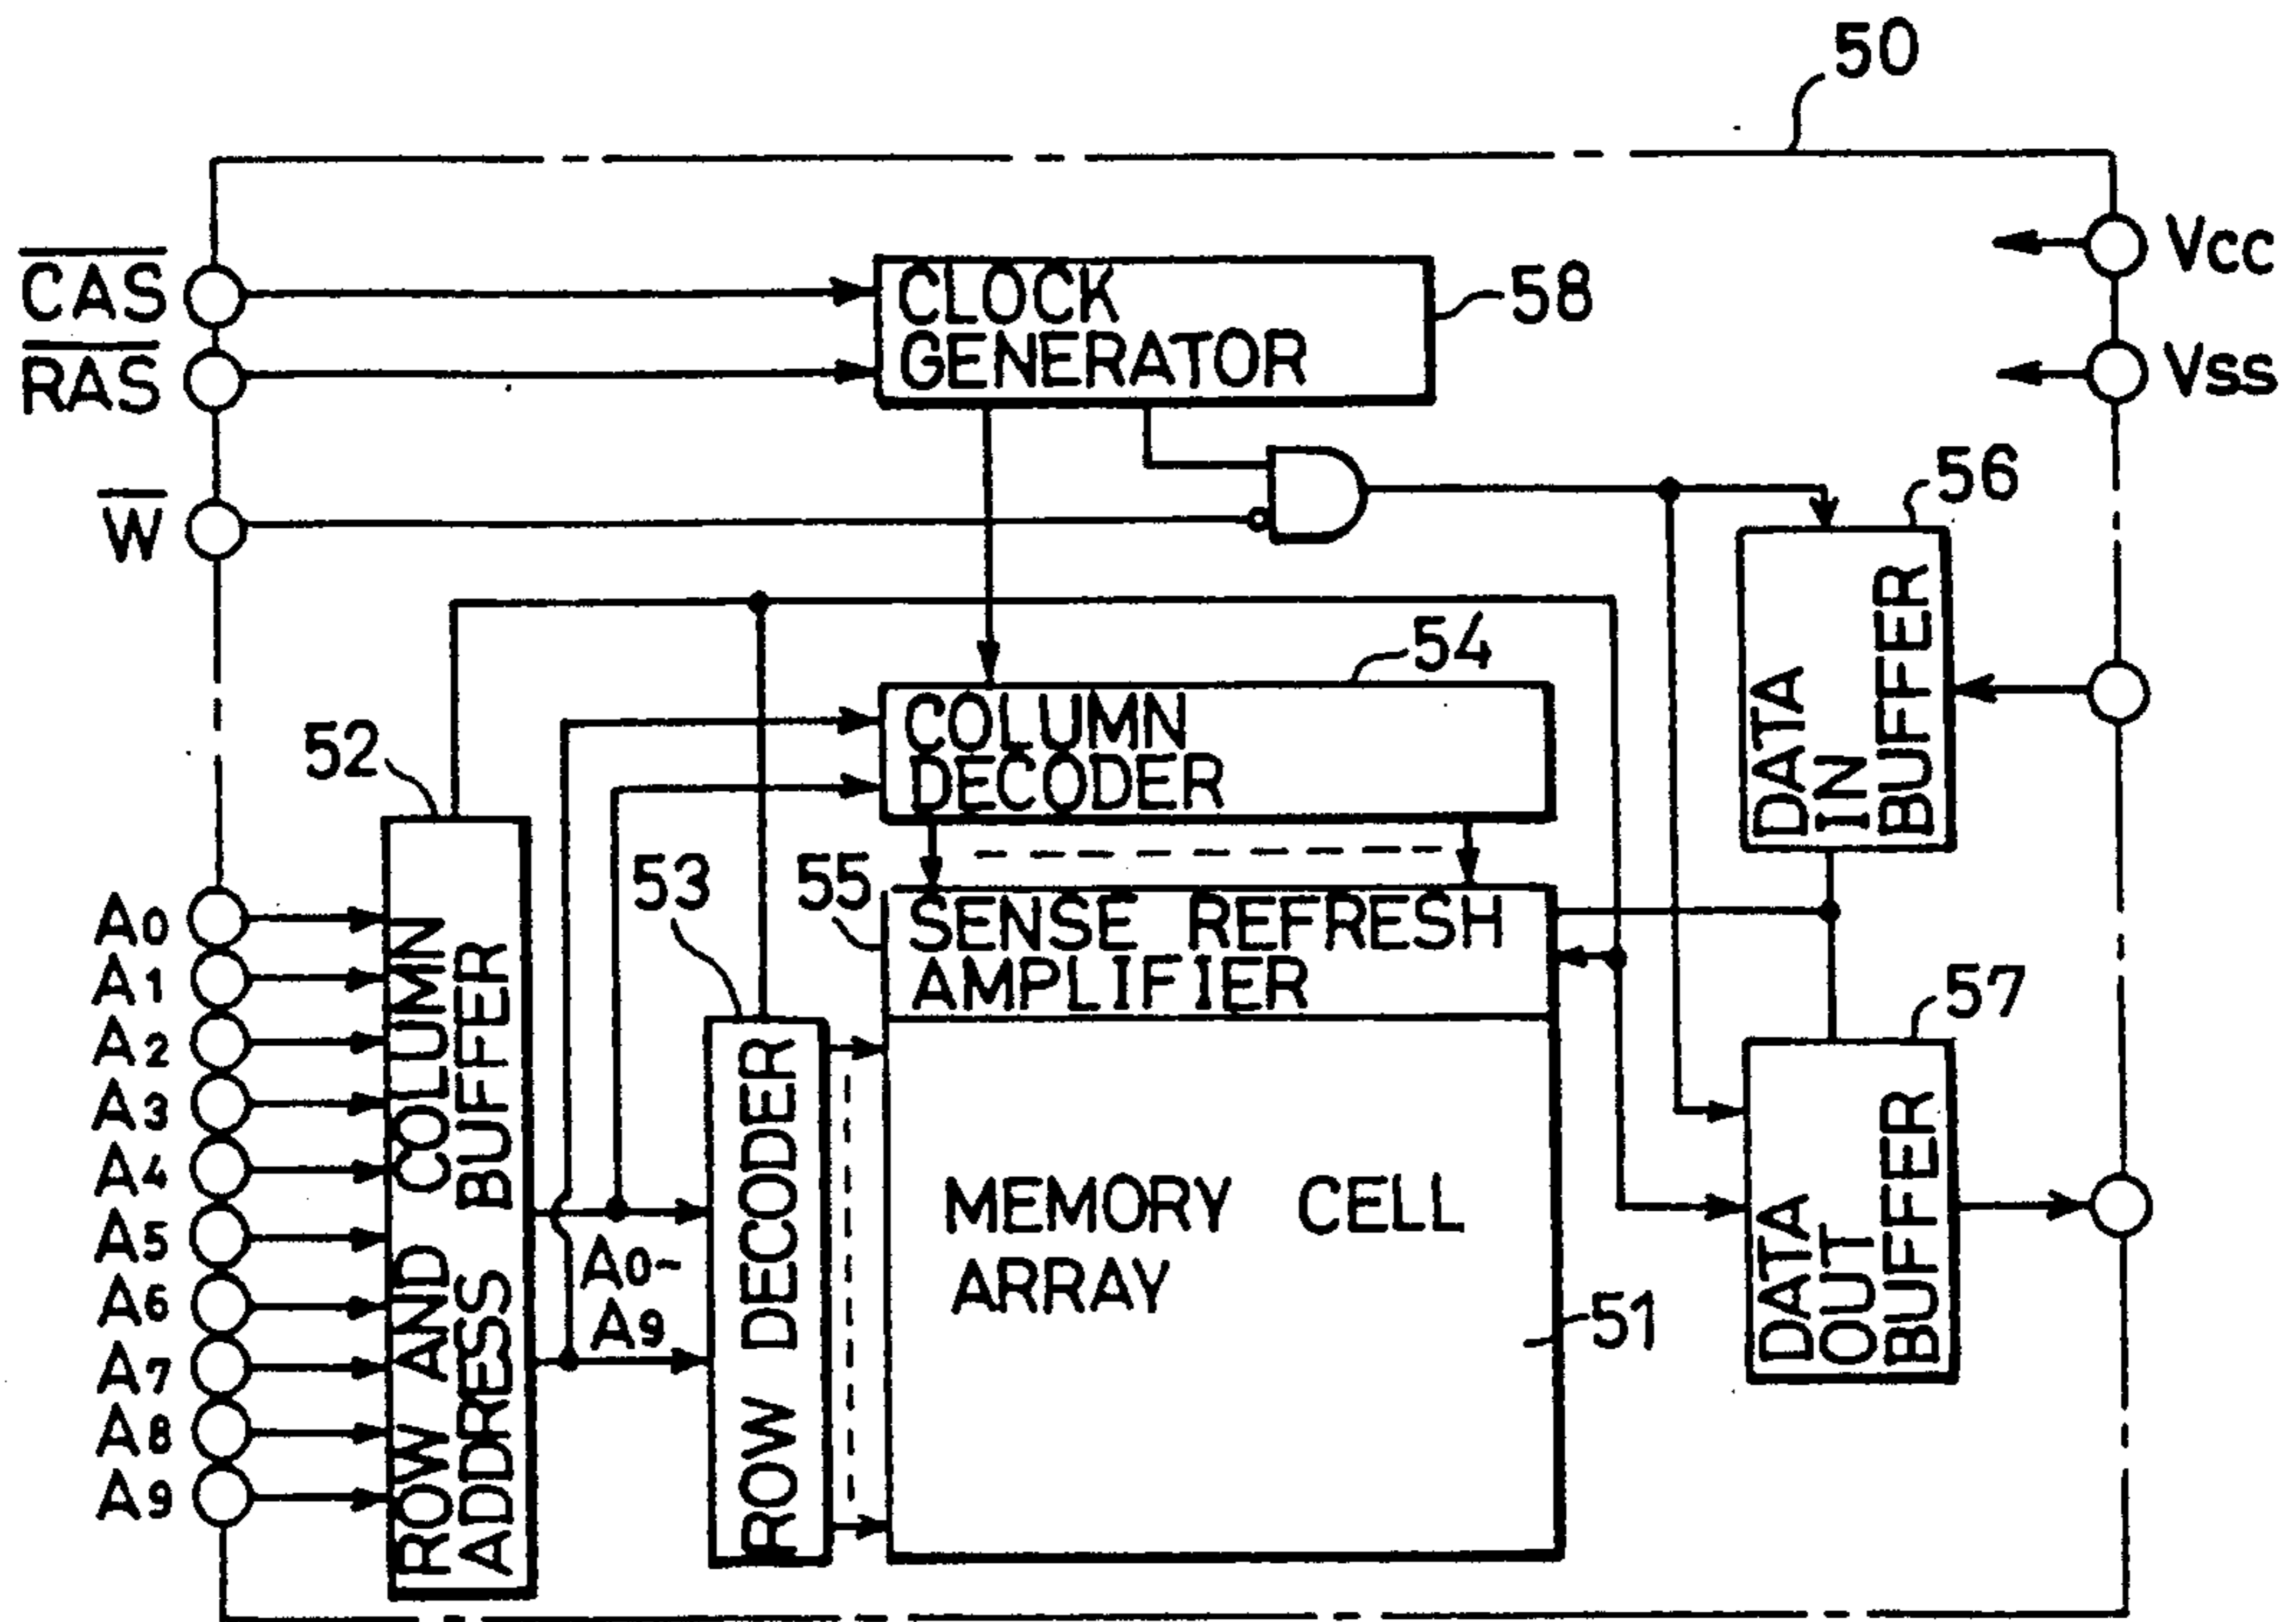 50
CAS
RAS
W
CLOCK
GENERATOR
58
Vcc
Vss
56
DATA
IN
BUFFER
54
COLUMN
DECODER
52
53
55
SENSE REFRESH
AMPLIFIER
57
A0
A1
A2
A3
A4
A5
A6
A7
A8
A9
ROW AND COLUMN
ADDRESS BUFFER
A0-
A9
ROW DECODER
MEMORY CELL
ARRAY
51
DATA
OUT
BUFFER